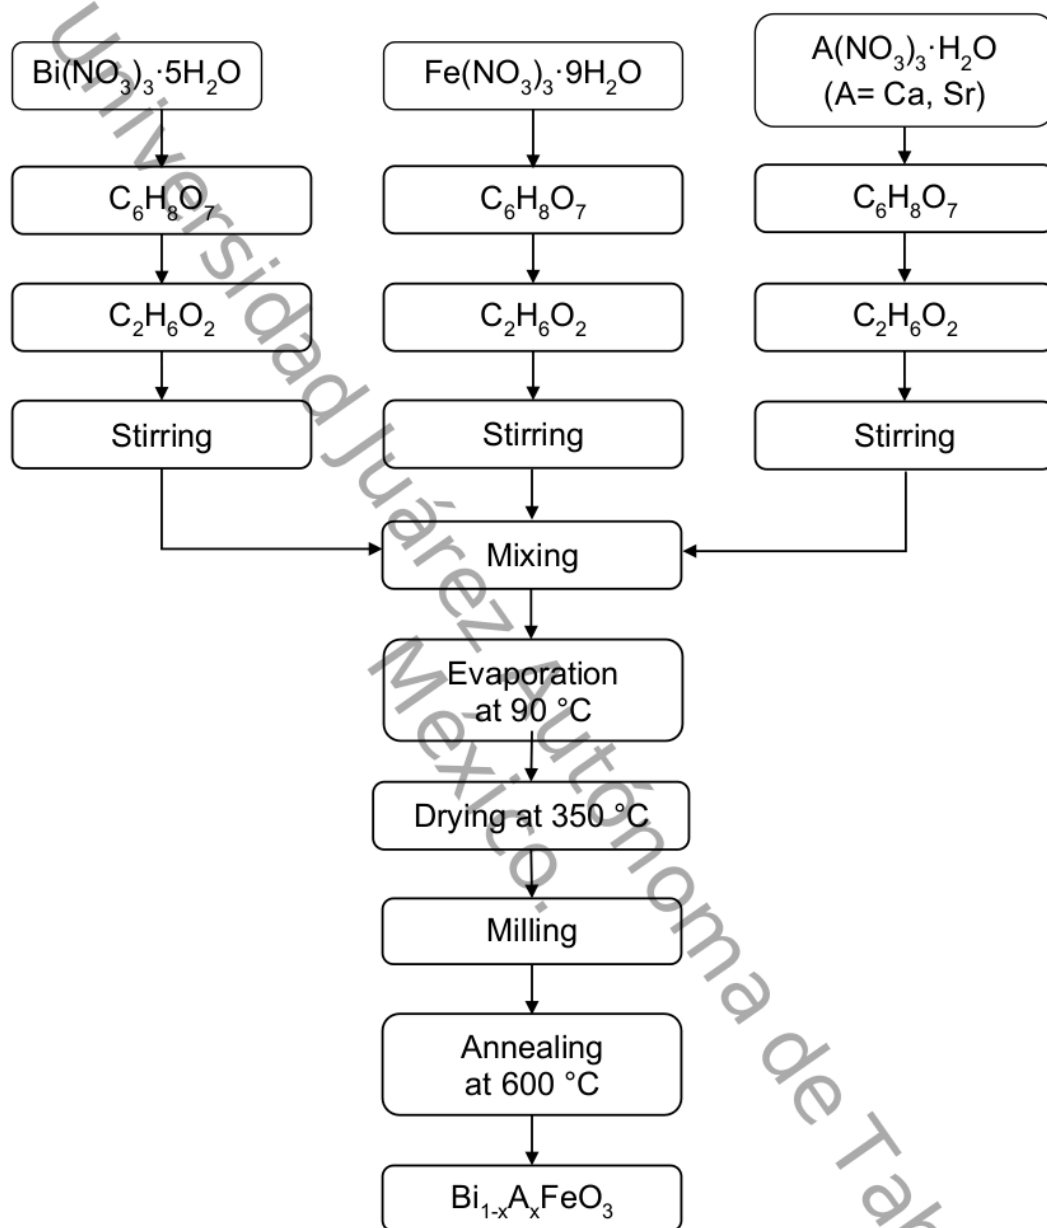 Bi(NO₃)₃·5H₂O
Fe(NO₃)₃·9H₂O
A(NO₃)₃·H₂O
(A= Ca, Sr)
C₆H₈O₇
C₆H₈O₇
C₆H₈O₇
C₂H₆O₂
C₂H₆O₂
C₂H₆O₂
Stirring
Stirring
Stirring
Mixing
Evaporation
at 90 °C
Drying at 350 °C
Milling
Annealing
at 600 °C
Bi₁₋ₓAₓFeO₃
Universidad Juárez Autónoma de
México.